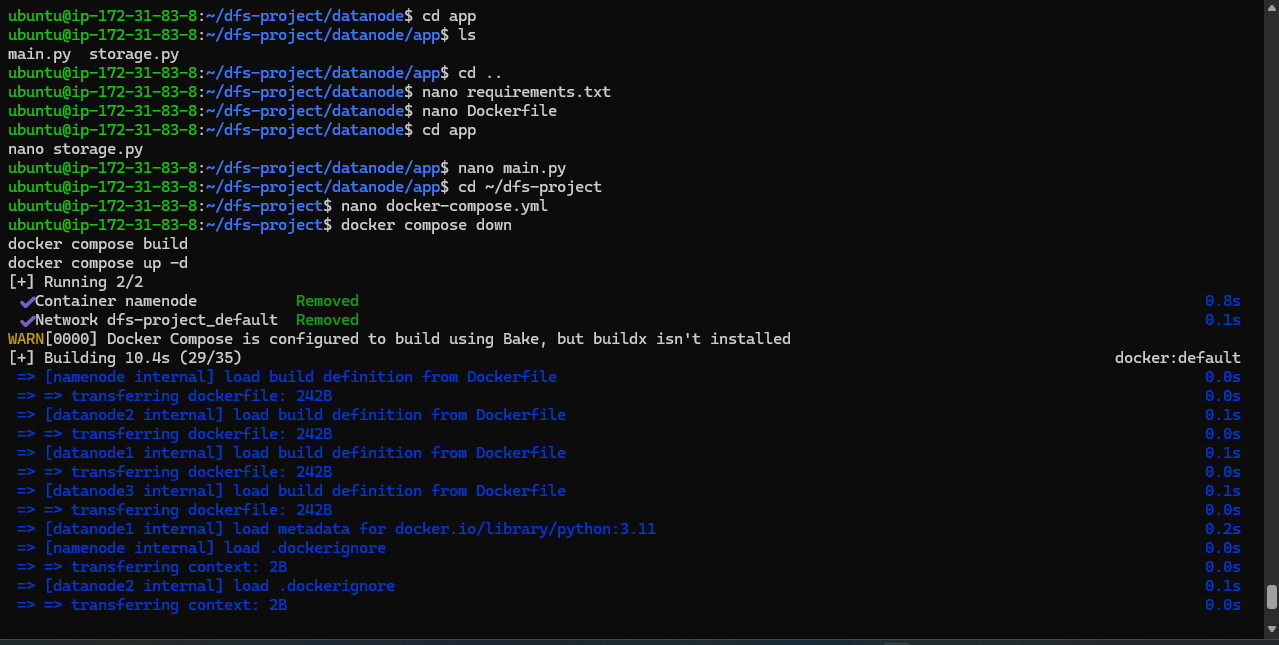 ubuntu@ip-172-31-83-8:~/dfs-project/datanode$ cd app
ubuntu@ip-172-31-83-8:~/dfs-project/datanode/app$ ls
main.py  storage.py
ubuntu@ip-172-31-83-8:~/dfs-project/datanode/app$ cd ..
ubuntu@ip-172-31-83-8:~/dfs-project/datanode$ nano requirements.txt
ubuntu@ip-172-31-83-8:~/dfs-project/datanode$ nano Dockerfile
ubuntu@ip-172-31-83-8:~/dfs-project/datanode$ cd app
nano storage.py
ubuntu@ip-172-31-83-8:~/dfs-project/datanode/app$ nano main.py
ubuntu@ip-172-31-83-8:~/dfs-project/datanode/app$ cd ~/dfs-project
ubuntu@ip-172-31-83-8:~/dfs-project$ nano docker-compose.yml
ubuntu@ip-172-31-83-8:~/dfs-project$ docker compose down
docker compose build
docker compose up -d
[+] Running 2/2
✔Container namenode Removed 0.8s
✔Network dfs-project_default Removed 0.1s
WARN[0000] Docker Compose is configured to build using Bake, but buildx isn't installed
[+] Building 10.4s (29/35) docker:default
=> [namenode internal] load build definition from Dockerfile 0.0s
=> => transferring dockerfile: 242B 0.0s
=> [datanode2 internal] load build definition from Dockerfile 0.1s
=> => transferring dockerfile: 242B 0.0s
=> [datanode1 internal] load build definition from Dockerfile 0.1s
=> => transferring dockerfile: 242B 0.0s
=> [datanode3 internal] load build definition from Dockerfile 0.1s
=> => transferring dockerfile: 242B 0.0s
=> [datanode1 internal] load metadata for docker.io/library/python:3.11 0.2s
=> [namenode internal] load .dockerignore 0.0s
=> => transferring context: 2B 0.0s
=> [datanode2 internal] load .dockerignore 0.1s
=> => transferring context: 2B 0.0s